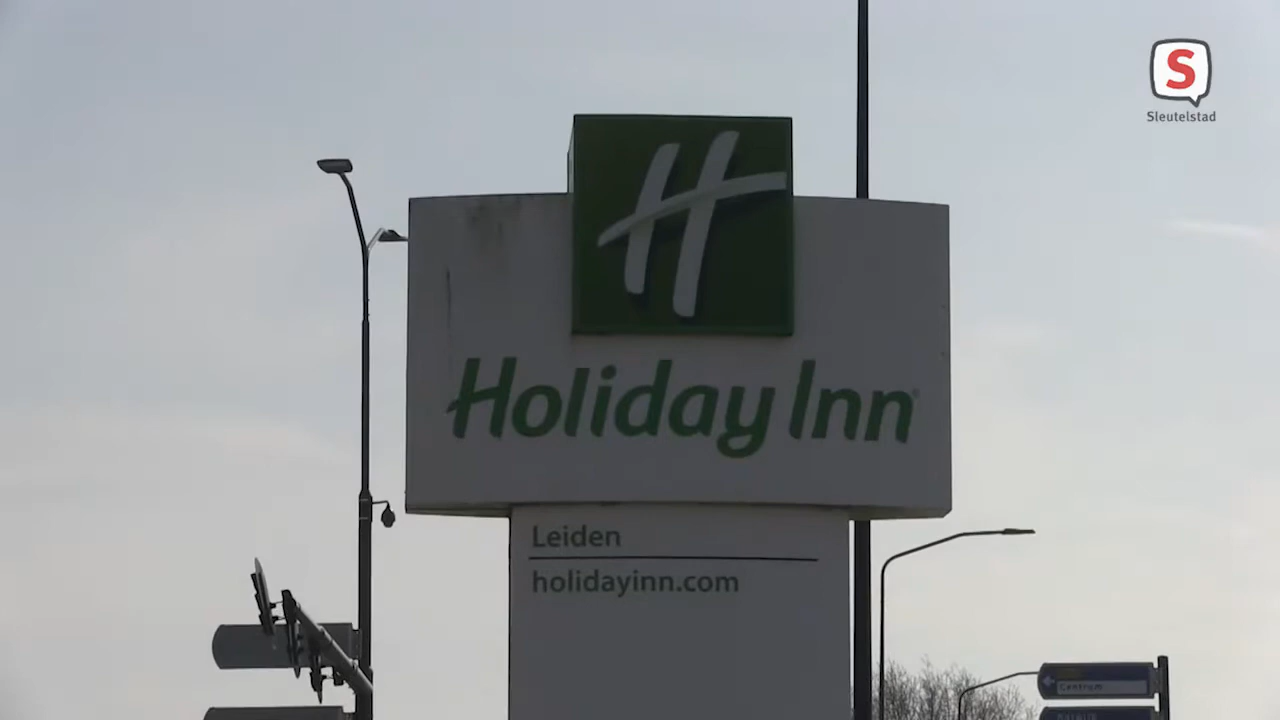 S
Sleutelstad
H
Holiday Inn
Leiden
holidayinn.com
Centrum